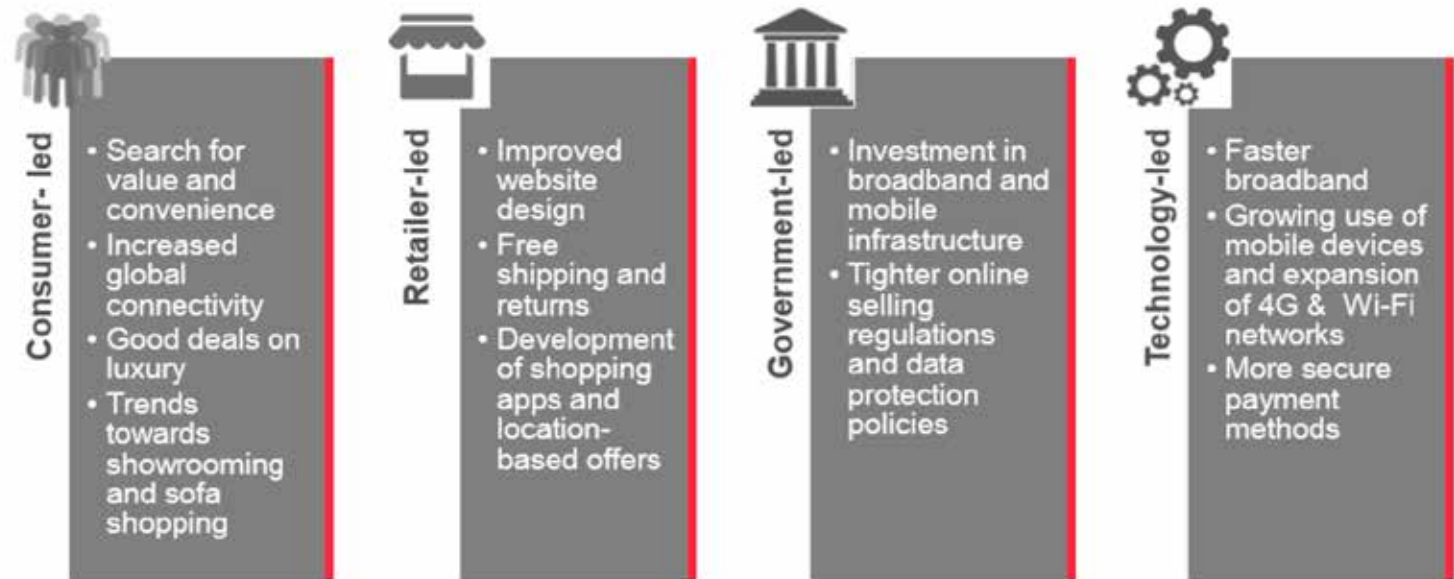 Consumer- led
• Search for
value and
convenience
• Increased
global
connectivity
• Good deals on
luxury
• Trends
towards
showrooming
and sofa
shopping
Retailer-led
• Improved
website
design
• Free
shipping and
returns
• Development
of shopping
apps and
location-
based offers
Government-led
• Investment in
broadband and
mobile
infrastructure
• Tighter online
selling
regulations
and data
protection
policies
Technology-led
• Faster
broadband
• Growing use of
mobile devices
and expansion
of 4G & Wi-Fi
networks
• More secure
payment
methods